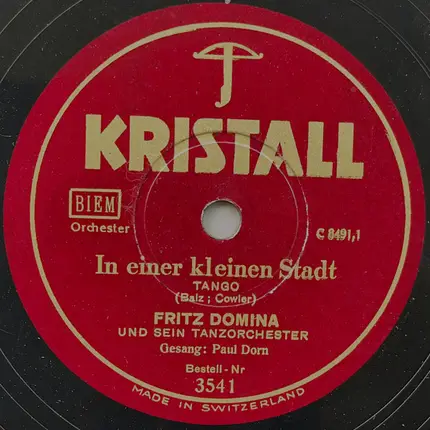 KRISTALL
BIEM
Orchester
C 8491,1
In einer kleinen Stadt
TANGO
(Balz ; Cowler)
FRITZ DOMINA
UND SEIN TANZORCHESTER
Gesang: Paul Dorn
Bestell-Nr
3541
MADE IN SWITZERLAND